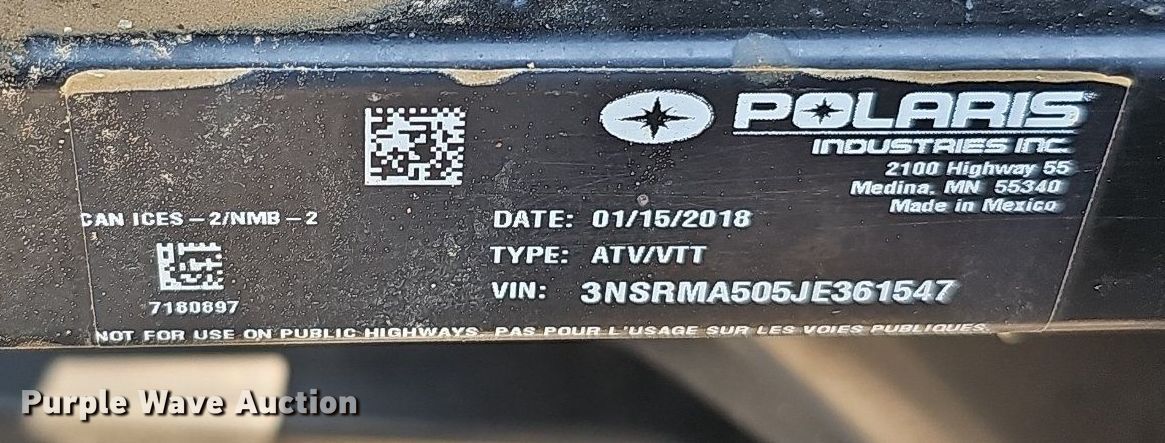 POLARIS
INDUSTRIES INC.
2100 Highway 55
Medina, MN 55340
Made in Mexico
CAN ICES-2/NMB-2
7180897
DATE: 01/15/2018
TYPE: ATV/VTT
VIN: 3NSRMA505JE361547
NOT FOR USE ON PUBLIC HIGHWAYS. PAS POUR L'USAGE SUR LES VOIES PUBLIQUES.
Purple Wave Auction